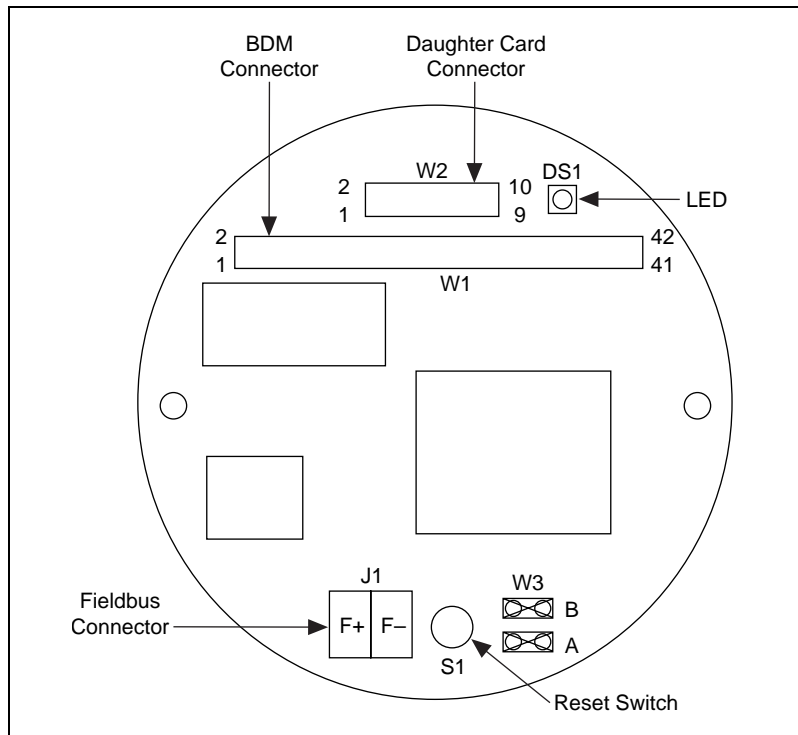 BDM
Connector
Daughter Card
Connector
W2
DS1
2
10
1
9
LED
2
42
1
41
W1
J1
W3
Fieldbus
Connector
F+
F–
B
A
S1
Reset Switch